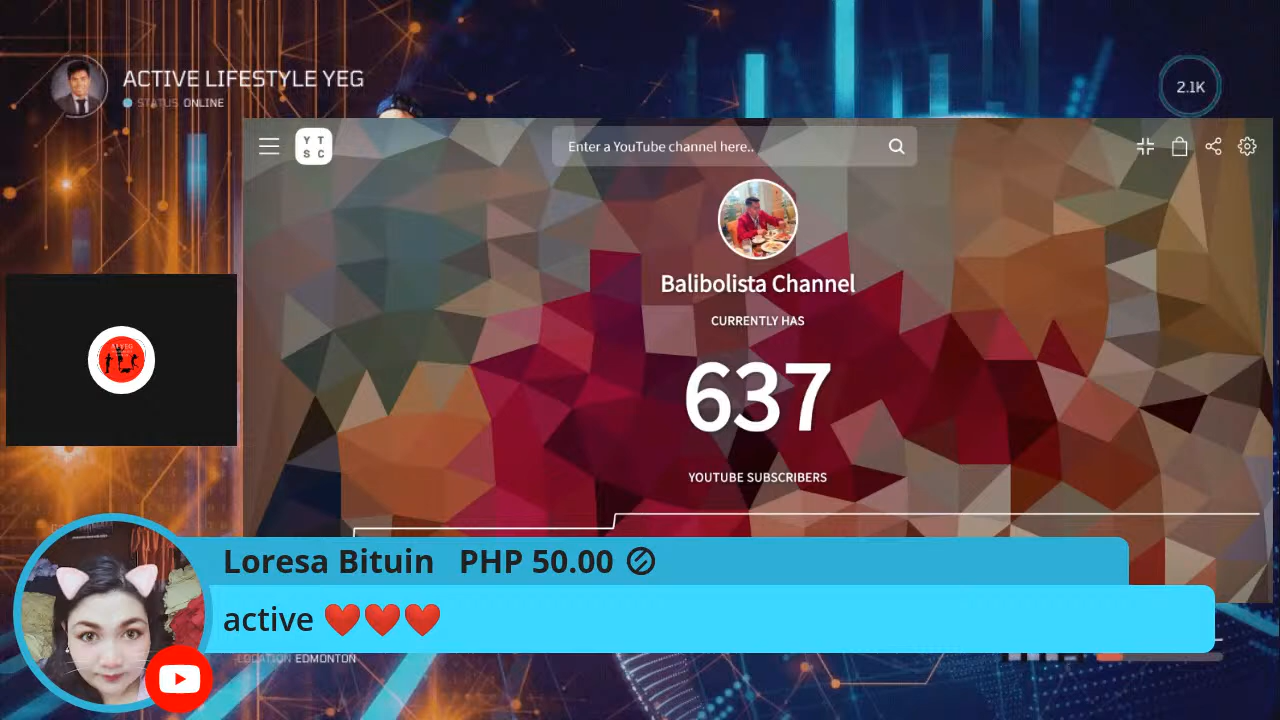 ACTIVE LIFESTYLE YEG
STATUS ONLINE
2.1K
Y T
S C
Enter a YouTube channel here..
Balibolista Channel
CURRENTLY HAS
637
YOUTUBE SUBSCRIBERS
Loresa Bituin PHP 50.00
active ❤️❤️❤️
LOCATION EDMONTON